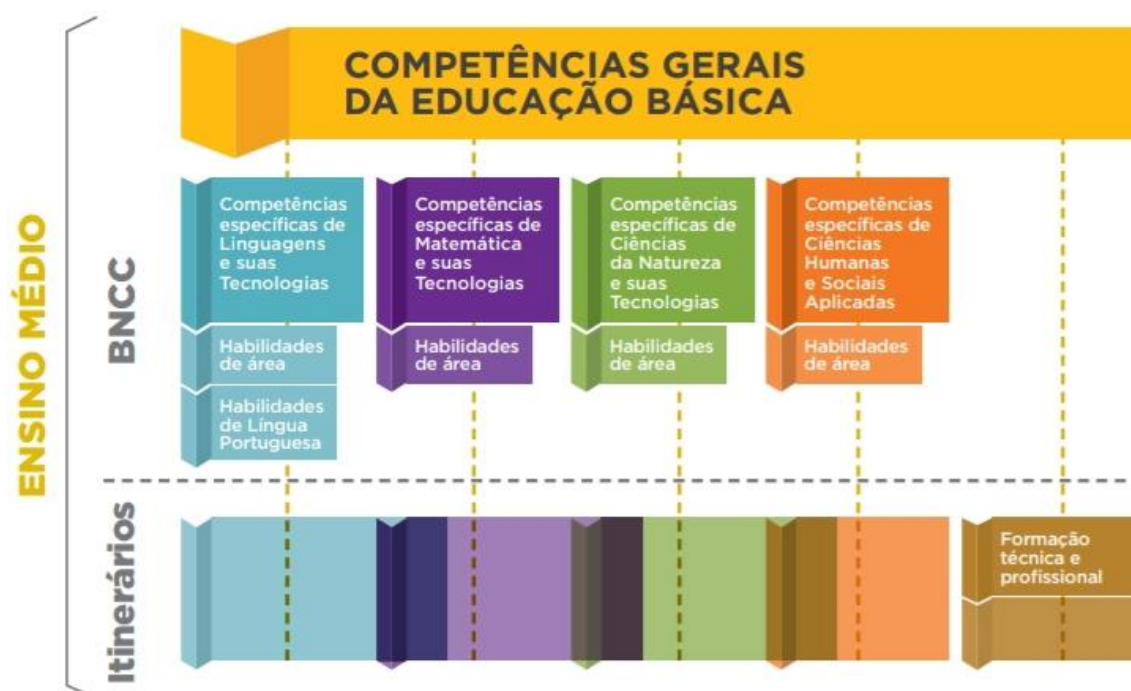 COMPETÊNCIAS GERAIS
DA EDUCAÇÃO BÁSICA
ENSINO MÉDIO
BNCC
Competências
específicas de
Linguagens
e suas
Tecnologias
Habilidades
de área
Habilidades
de Língua
Portuguesa
Competências
específicas de
Matemática
e suas
Tecnologias
Habilidades
de área
Competências
específicas de
Ciências
da Natureza
e suas
Tecnologias
Habilidades
de área
Competências
específicas de
Ciências
Humanas
e Sociais
Aplicadas
Habilidades
de área
Itinerários
Formação
técnica e
profissional